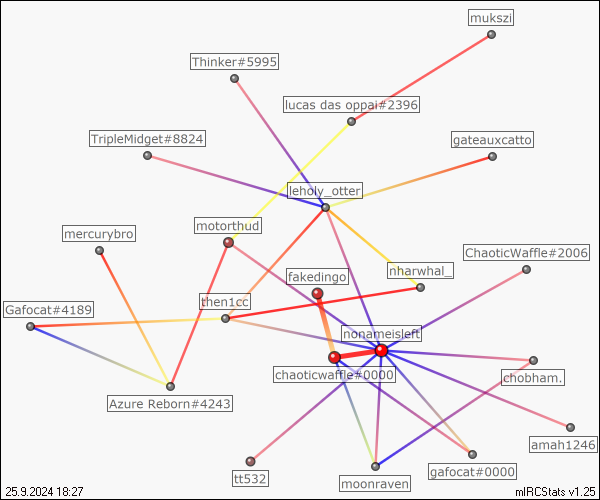 mukszi
Thinker#5995
lucas das oppai#2396
TripleMidget#8824
gateauxcatto
leholy_otter
motorthud
mercurybro
ChaoticWaffle#2006
fakedingo
nharwhal_
then1cc
Gafocat#4189
nonameisleft
chaoticwaffle#0000
chobham.
Azure Reborn#4243
amah1246
gafocat#0000
tt532
moonraven
25.9.2024 18:27
mIRCStats v1.25